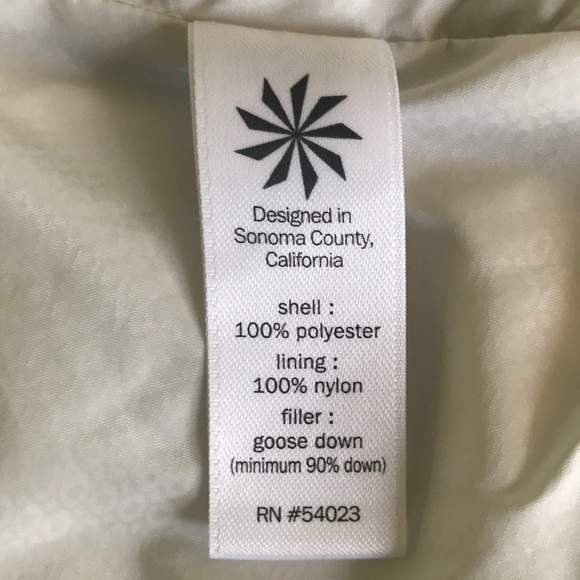 Designed in
Sonoma County,
California
shell :
100% polyester
lining :
100% nylon
filler :
goose down
(minimum 90% down)
RN #54023